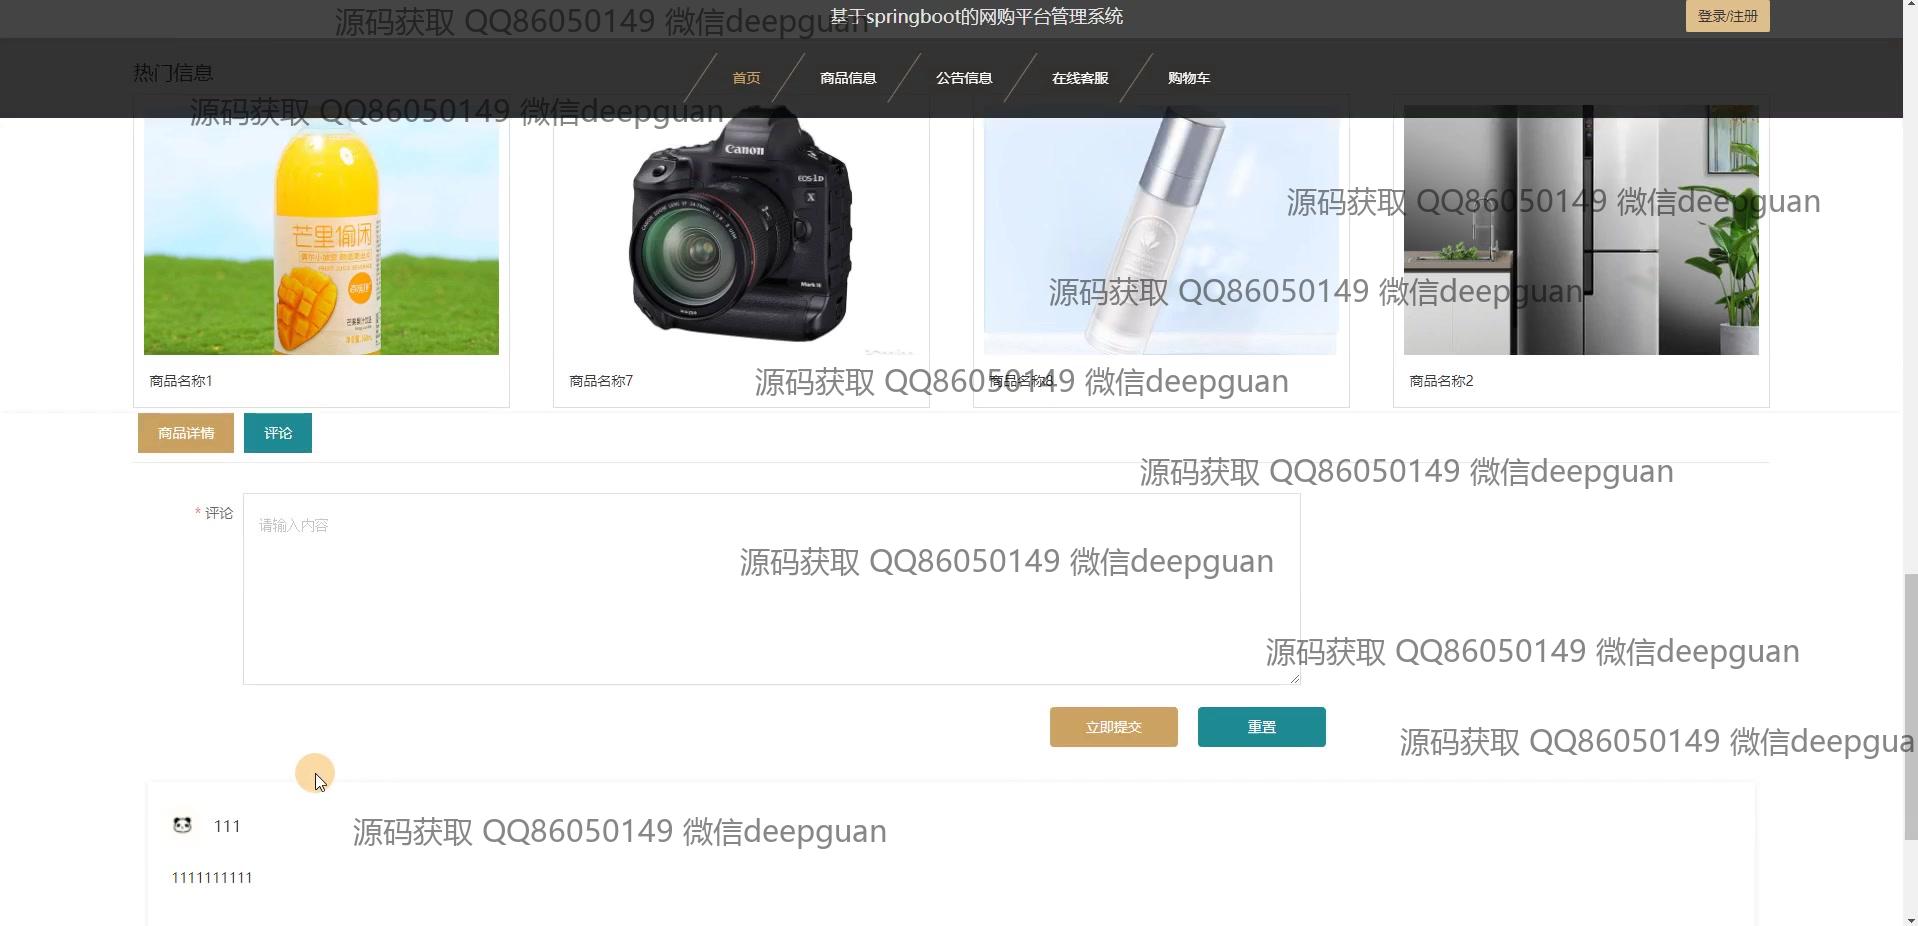 源码获取 QQ86050149 微信deepguan
基于springboot的网购平台管理系统
登录/注册
热门信息
首页
商品信息
公告信息
在线客服
购物车
源码获取 QQ86050149 微信deepguan
Canon
EOS-1D
X
Mark III
芒里偷闲
源码获取 QQ86050149 微信deepguan
源码获取 QQ86050149 微信deepguan
商品名称1
商品名称7
商品名称8
商品名称2
源码获取 QQ86050149 微信deepguan
商品详情
评论
源码获取 QQ86050149 微信deepguan
* 评论
请输入内容
源码获取 QQ86050149 微信deepguan
源码获取 QQ86050149 微信deepguan
立即提交
重置
源码获取 QQ86050149 微信deepgua
111
源码获取 QQ86050149 微信deepguan
1111111111